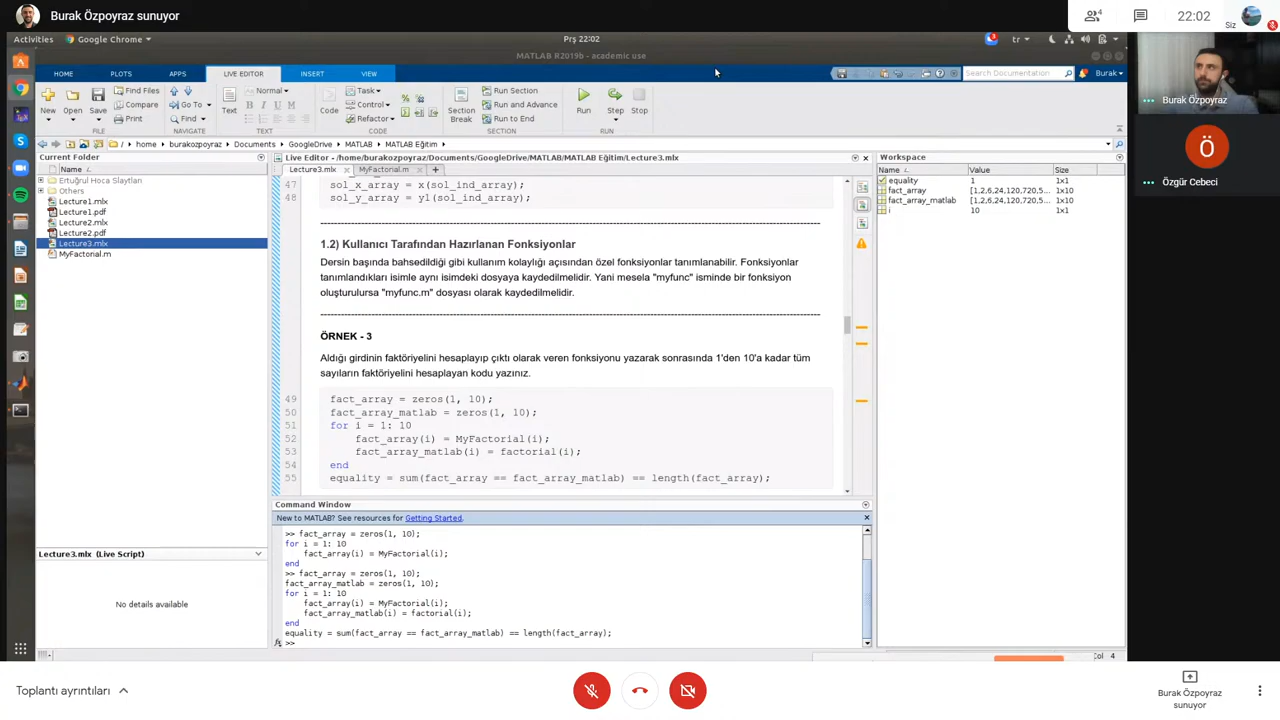 Burak Özpoyraz sunuyor
4
22:02
Siz
Activities
Google Chrome
Prş 22:02
tr
MATLAB R2019b - academic use
HOME
PLOTS
APPS
LIVE EDITOR
INSERT
VIEW
Search Documentation
Burak
New
Open
Save
Find Files
Compare
Print
FILE
Go To
Find
NAVIGATE
Text
Normal
B I U M
TEXT
Code
Task
Control
Refactor
CODE
Section
Break
Run Section
Run and Advance
Run to End
SECTION
Run
Step
Stop
RUN
/ home burakozpoyraz Documents GoogleDrive MATLAB MATLAB Eğitim
Current Folder
Name
Ertuğrul Hoca Slaytları
Others
Lecture1.mlx
Lecture1.pdf
Lecture2.mlx
Lecture2.pdf
Lecture3.mlx
MyFactorial.m
Lecture3.mlx (Live Script)
No details available
Live Editor - /home/burakozpoyraz/Documents/GoogleDrive/MATLAB/MATLAB Eğitim/Lecture3.mlx
Lecture3.mlx
MyFactorial.m
47 sol_x_array = x(sol_ind_array);
48 sol_y_array = y1(sol_ind_array);
1.2) Kullanıcı Tarafından Hazırlanan Fonksiyonlar
Dersin başında bahsedildiği gibi kullanım kolaylığı açısından özel fonksiyonlar tanımlanabilir. Fonksiyonlar
tanımlandıkları isimle aynı isimdeki dosyaya kaydedilmelidir. Yani mesela "myfunc" isminde bir fonksiyon
oluşturulursa "myfunc.m" dosyası olarak kaydedilmelidir.
ÖRNEK - 3
Aldığı girdinin faktöriyelini hesaplayıp çıktı olarak veren fonksiyonu yazarak sonrasında 1'den 10'a kadar tüm
sayıların faktöriyelini hesaplayan kodu yazınız.
49 fact_array = zeros(1, 10);
50 fact_array_matlab = zeros(1, 10);
51 for i = 1: 10
52 fact_array(i) = MyFactorial(i);
53 fact_array_matlab(i) = factorial(i);
54 end
55 equality = sum(fact_array == fact_array_matlab) == length(fact_array);
Command Window
New to MATLAB? See resources for Getting Started.
>> fact_array = zeros(1, 10);
for i = 1: 10
fact_array(i) = MyFactorial(i);
end
>> fact_array = zeros(1, 10);
fact_array_matlab = zeros(1, 10);
for i = 1: 10
fact_array(i) = MyFactorial(i);
fact_array_matlab(i) = factorial(i);
end
equality = sum(fact_array == fact_array_matlab) == length(fact_array);
fx >>
Workspace
Name Value Size
equality 1 1x1
fact_array [1,2,6,24,120,720,5... 1x10
fact_array_matlab [1,2,6,24,120,720,5... 1x10
i 10 1x1
Col 4
Burak Özpoyraz
Ö
Özgür Cebeci
Toplantı ayrıntıları
Burak Özpoyraz
sunuyor